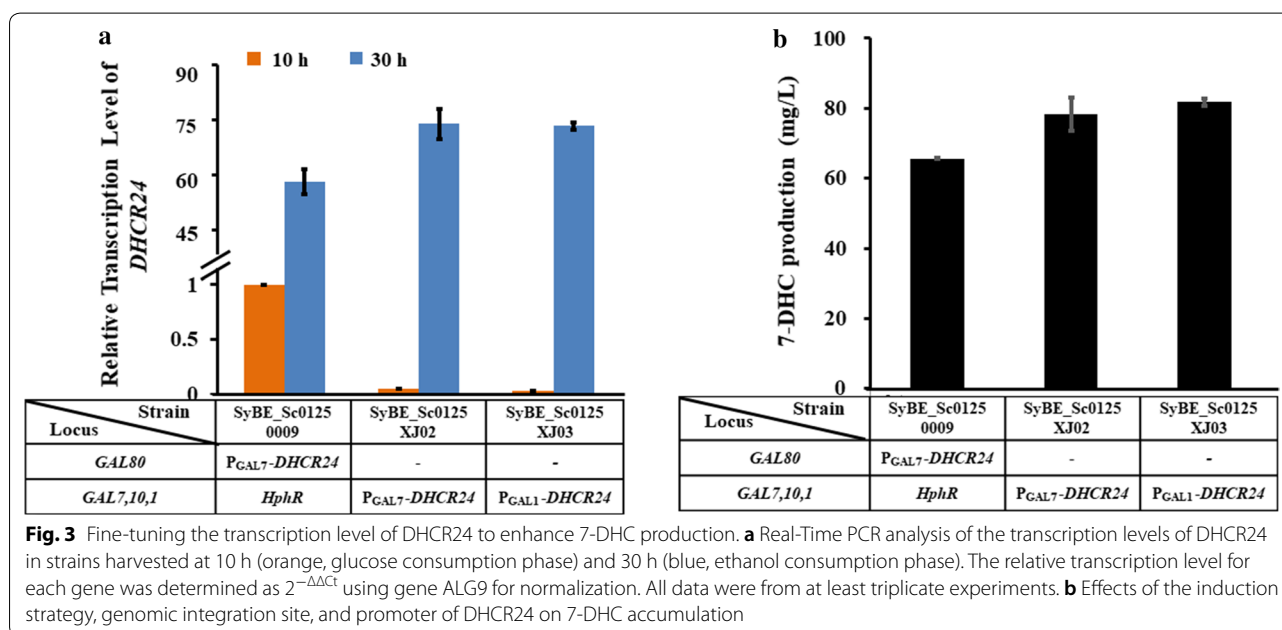 a
10 h 30 h
Relative Transcription Level of
DHCR24
90
75
60
45
1
0.5
0
Strain
Locus
SyBE_Sc0125
0009
SyBE_Sc0125
XJ02
SyBE_Sc0125
XJ03
GAL80 PGAL7-DHCR24 - -
GAL7,10,1 HphR PGAL7-DHCR24 PGAL1-DHCR24
b
7-DHC production (mg/L)
100
80
60
40
20
0
Strain
Locus
SyBE_Sc0125
0009
SyBE_Sc0125
XJ02
SyBE_Sc0125
XJ03
GAL80 PGAL7-DHCR24 - -
GAL7,10,1 HphR PGAL7-DHCR24 PGAL1-DHCR24
Fig. 3 Fine-tuning the transcription level of DHCR24 to enhance 7-DHC production. a Real-Time PCR analysis of the transcription levels of DHCR24
in strains harvested at 10 h (orange, glucose consumption phase) and 30 h (blue, ethanol consumption phase). The relative transcription level for
each gene was determined as 2−ΔΔCt using gene ALG9 for normalization. All data were from at least triplicate experiments. b Effects of the induction
strategy, genomic integration site, and promoter of DHCR24 on 7-DHC accumulation